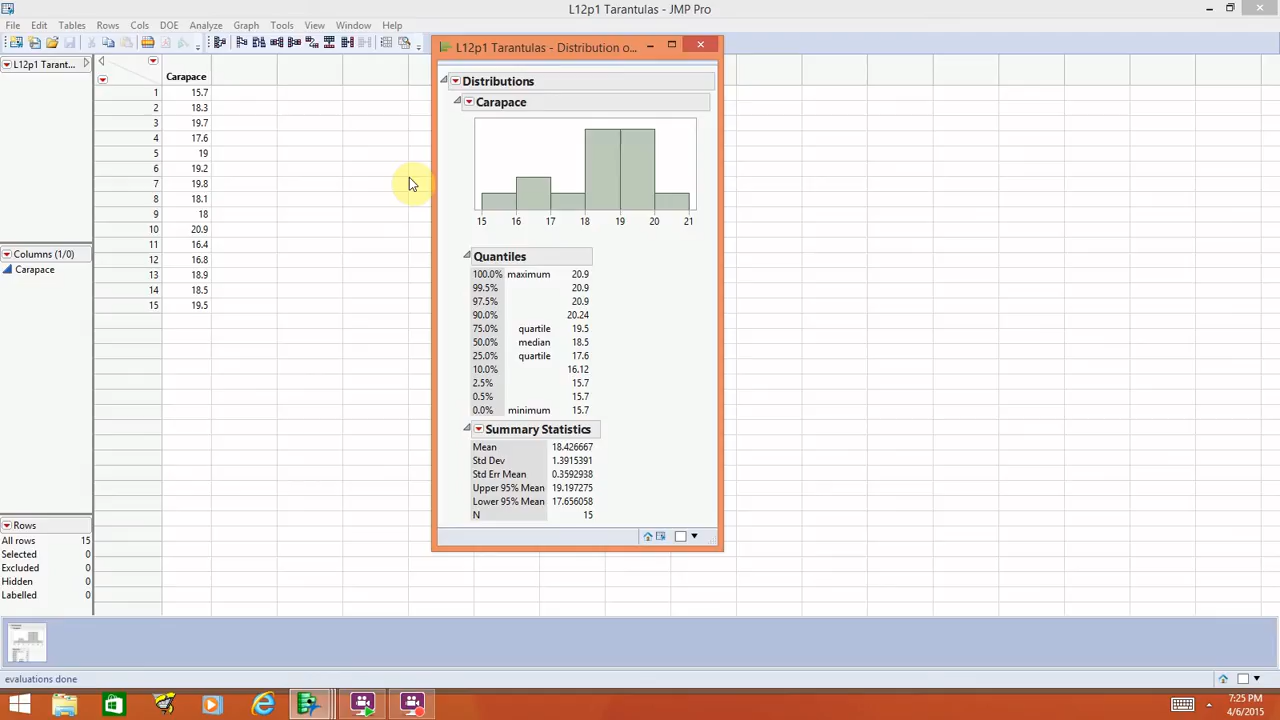 L12p1 Tarantulas - JMP Pro
File Edit Tables Rows Cols DOE Analyze Graph Tools View Window Help
L12p1 Tarant...
Carapace
1 15.7
2 18.3
3 19.7
4 17.6
5 19
6 19.2
7 19.8
8 18.1
9 18
10 20.9
11 16.4
12 16.8
13 18.9
14 18.5
15 19.5
Columns (1/0)
Carapace
Rows
All rows 15
Selected 0
Excluded 0
Hidden 0
Labelled 0
L12p1 Tarantulas - Distribution o...
Distributions
Carapace
15 16 17 18 19 20 21
Quantiles
100.0% maximum 20.9
99.5% 20.9
97.5% 20.9
90.0% 20.24
75.0% quartile 19.5
50.0% median 18.5
25.0% quartile 17.6
10.0% 16.12
2.5% 15.7
0.5% 15.7
0.0% minimum 15.7
Summary Statistics
Mean 18.426667
Std Dev 1.3915391
Std Err Mean 0.3592938
Upper 95% Mean 19.197275
Lower 95% Mean 17.656058
N 15
evaluations done
7:25 PM
4/6/2015